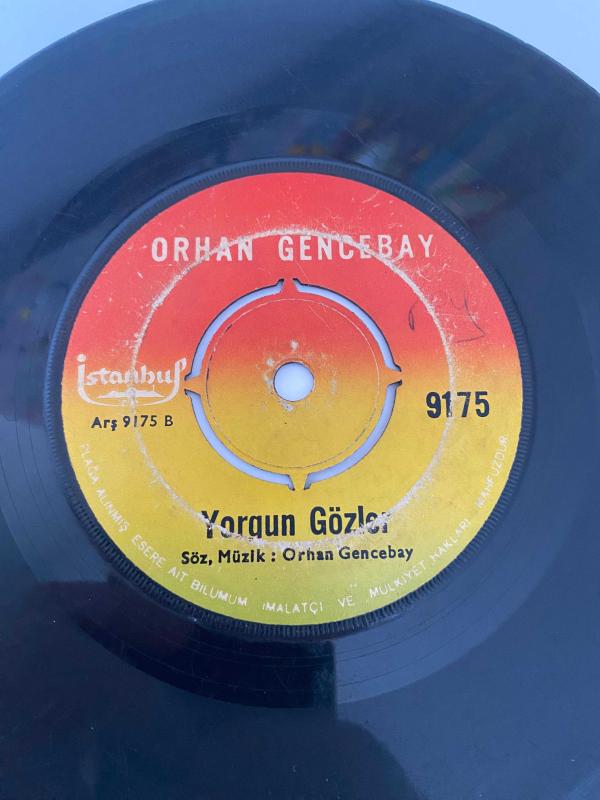 ORHAN GENCEBAY
İstanbul
Arş 9175 B
9175
Yorgun Gözler
Söz, Müzik : Orhan Gencebay
PLAĞA ALINMIŞ ESERE AİT BİLUMUM İMALATÇI VE MÜLKİYET HAKLARI MAHFUZDUR